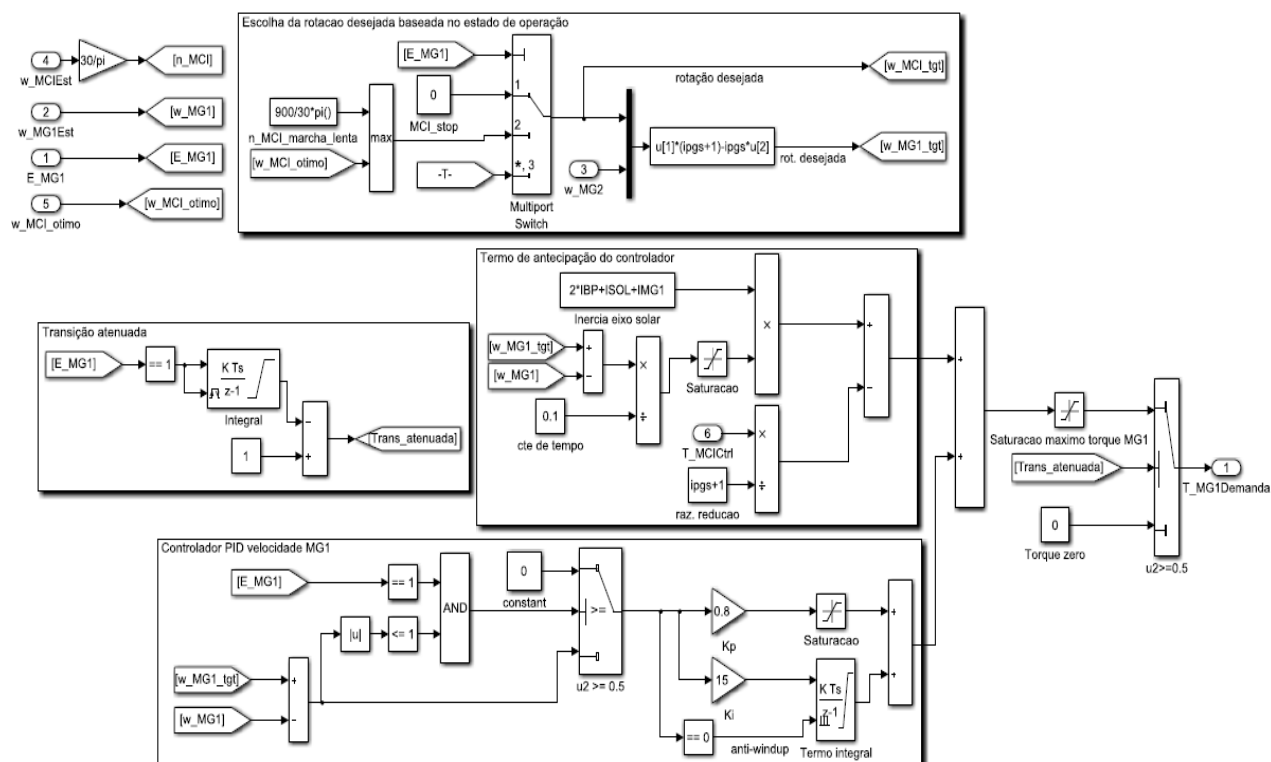 Escolha da rotacao desejada baseada no estado de operação
4
w_MCIEst
30/pi
[n_MCI]
2
w_MG1Est
[w_MG1]
1
E_MG1
[E_MG1]
5
w_MCI_otimo
[w_MCI_otimo]
[E_MG1]
0
MCI_stop
900/30*pi()
n_MCI_marcha_lenta
[w_MCI_otimo]
max
-T-
1
2
*, 3
Multiport
Switch
rotação desejada
[w_MCI_tgt]
3
w_MG2
u[1]*(ipgs+1)-ipgs*u[2]
rot. desejada
[w_MG1_tgt]
Transição atenuada
[E_MG1]
== 1
K Ts
z-1
Integral
1
−
+
[Trans_atenuada]
Termo de antecipação do controlador
2*IBP+ISOL+IMG1
Inercia eixo solar
[w_MG1_tgt]
[w_MG1]
+
−
×
÷
0.1
cte de tempo
Saturacao
×
6
T_MCICtrl
ipgs+1
raz. reducao
×
÷
+
−
+
+
Saturacao maximo torque MG1
[Trans_atenuada]
0
Torque zero
u2>=0.5
1
T_MG1Demanda
Controlador PID velocidade MG1
[E_MG1]
== 1
|u|
<= 1
AND
[w_MG1_tgt]
[w_MG1]
+
−
0
constant
>=
u2 >= 0.5
0.8
Kp
Saturacao
15
Ki
== 0
anti-windup
K Ts
z-1
Termo integral
+
+